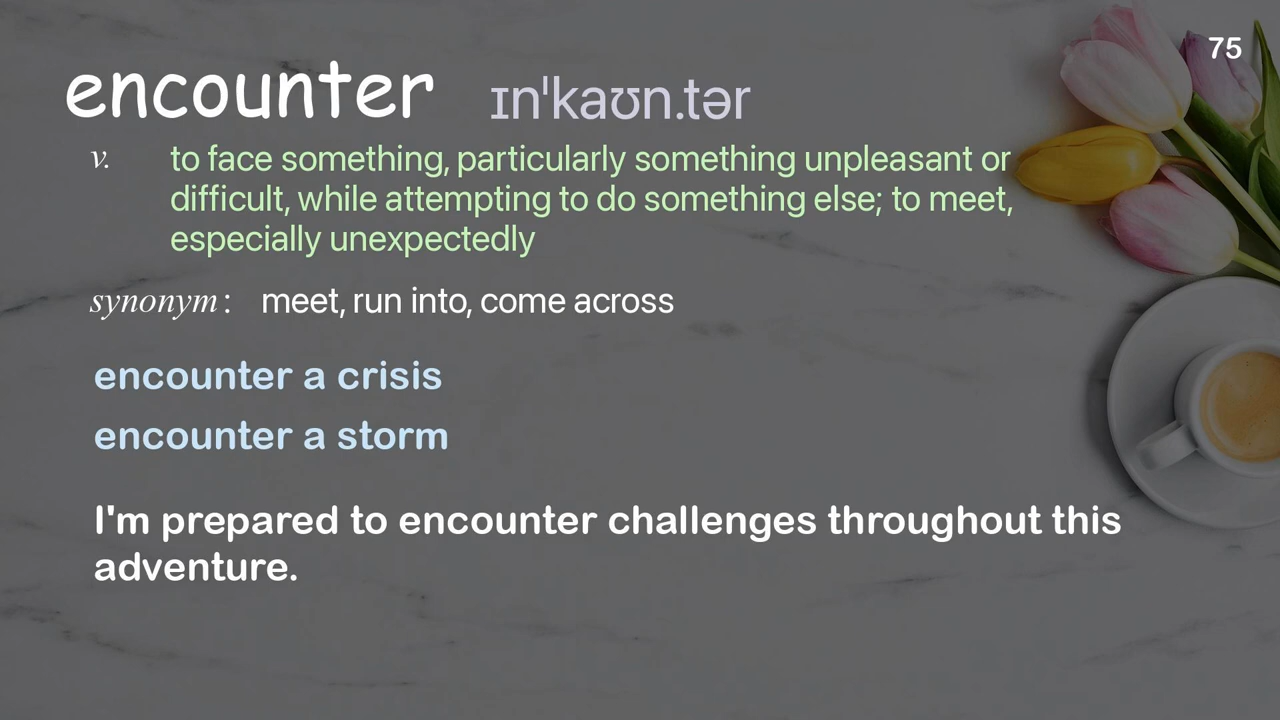 75
encounter ɪnˈkaʊn.tər
v. to face something, particularly something unpleasant or
difficult, while attempting to do something else; to meet,
especially unexpectedly
synonym : meet, run into, come across
encounter a crisis
encounter a storm
I'm prepared to encounter challenges throughout this
adventure.